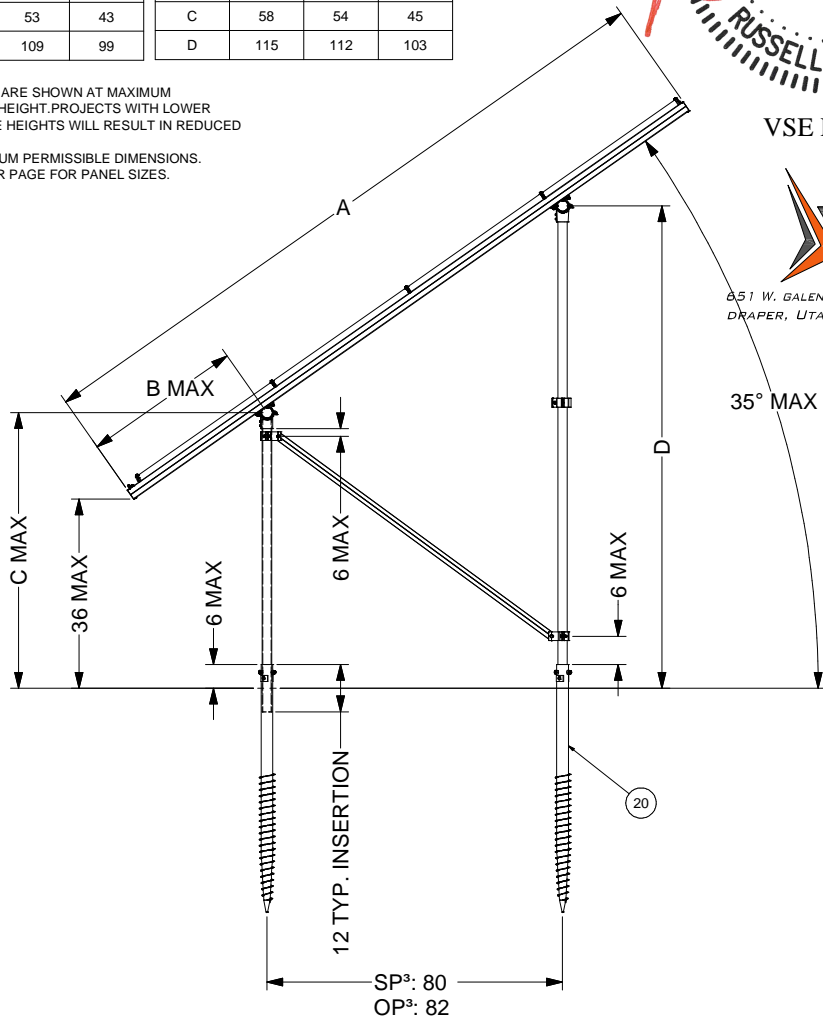 53 43
109 99
C 58 54 45
D 115 112 103
ARE SHOWN AT MAXIMUM
HEIGHT.PROJECTS WITH LOWER
HEIGHTS WILL RESULT IN REDUCED
UM PERMISSIBLE DIMENSIONS.
R PAGE FOR PANEL SIZES.
RUSSELL
VSE
651 W. GALEN
DRAPER, UTA
A
B MAX
35° MAX
C MAX
36 MAX
6 MAX
6 MAX
D
6 MAX
12 TYP. INSERTION
20
SP³: 80
OP³: 82